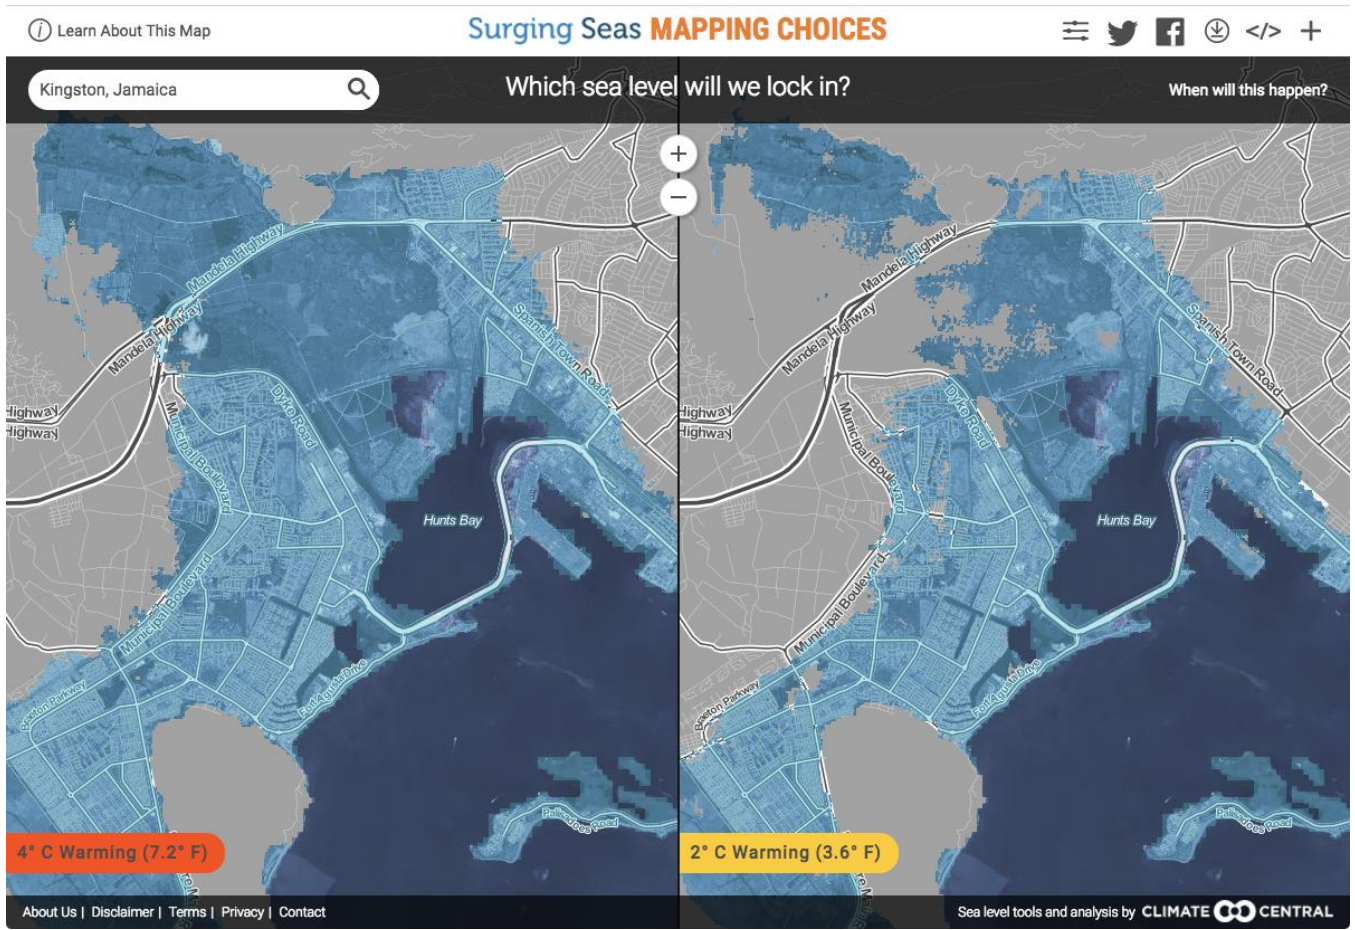 Learn About This Map
Surging Seas MAPPING CHOICES
</>
Kingston, Jamaica
Which sea level will we lock in?
When will this happen?
+
−
Mandela Highway
Mandela Highway
Highway
Highway
Spanish Town Road
Dyke Road
Municipal Boulevard
Hunts Bay
Municipal Boulevard
Braeton Parkway
Fort Augusta Drive
Palisadoes Road
4° C Warming (7.2° F)
Mandela Highway
Mandela Highway
Highway
Highway
Spanish Town Road
Dyke Road
Municipal Boulevard
Hunts Bay
Municipal Boulevard
Braeton Parkway
Fort Augusta Drive
Palisadoes Road
2° C Warming (3.6° F)
About Us | Disclaimer | Terms | Privacy | Contact
Sea level tools and analysis by CLIMATE CENTRAL